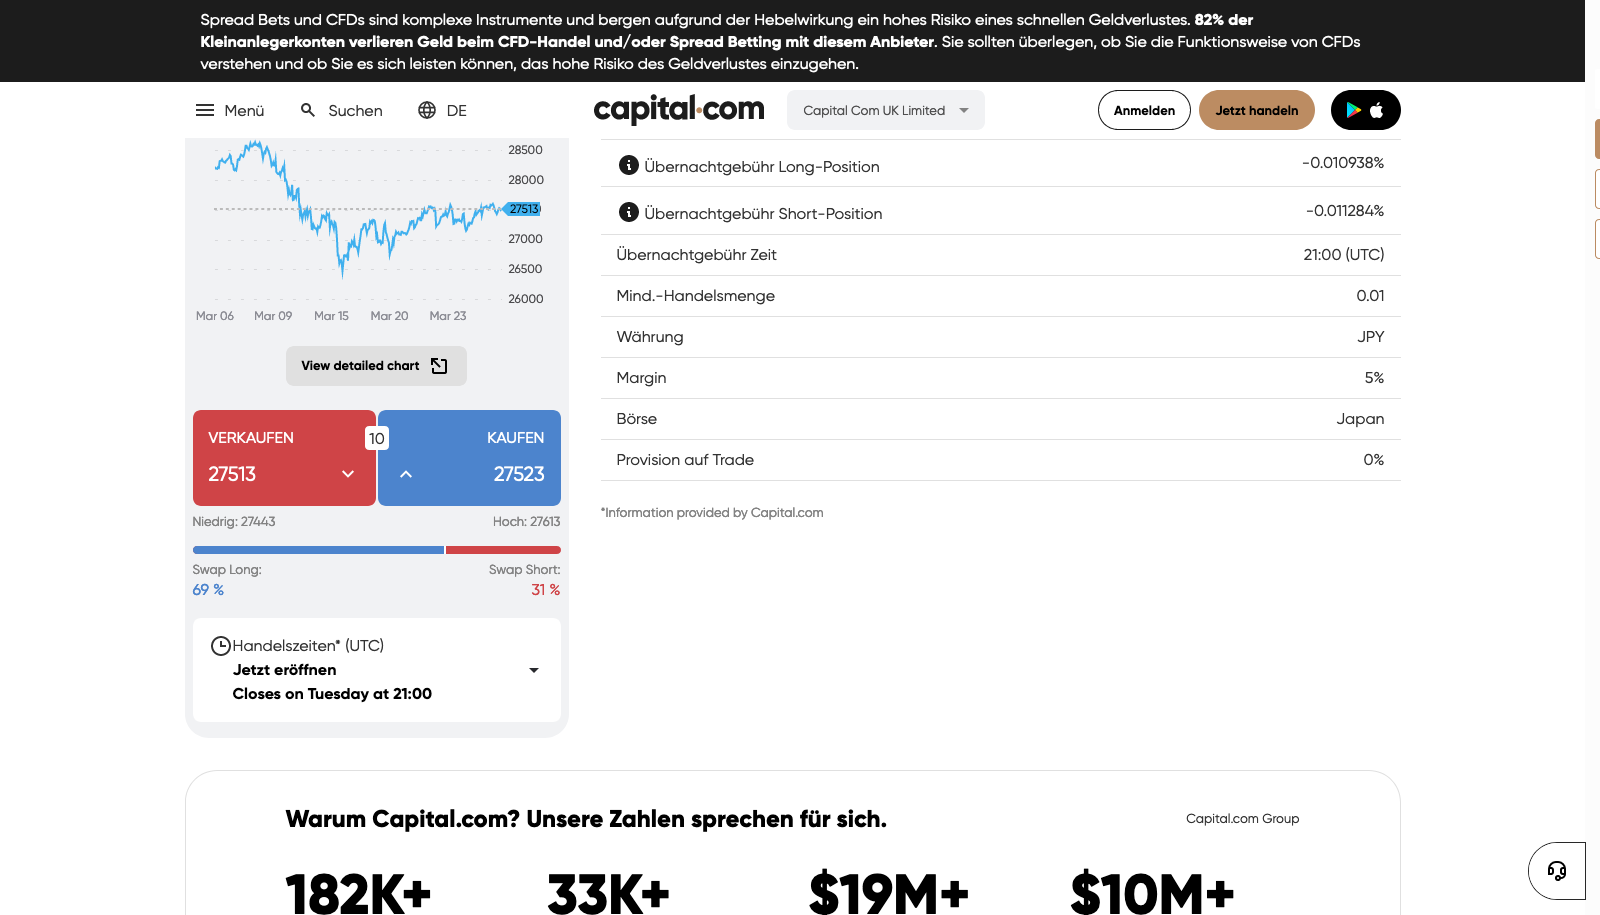 Spread Bets und CFDs sind komplexe Instrumente und bergen aufgrund der Hebelwirkung ein hohes Risiko eines schnellen Geldverlustes. 82% der
Kleinanlegerkonten verlieren Geld beim CFD-Handel und/oder Spread Betting mit diesem Anbieter. Sie sollten überlegen, ob Sie die Funktionsweise von CFDs
verstehen und ob Sie es sich leisten können, das hohe Risiko des Geldverlustes einzugehen.
Menü
Suchen
DE
capital.com
Capital Com UK Limited
Anmelden
Jetzt handeln
28500
28000
27513
27000
26500
26000
Mar 06
Mar 09
Mar 15
Mar 20
Mar 23
View detailed chart
VERKAUFEN
27513
10
KAUFEN
27523
Niedrig: 27443
Hoch: 27613
Swap Long:
69 %
Swap Short:
31 %
Handelszeiten* (UTC)
Jetzt eröffnen
Closes on Tuesday at 21:00
Übernachtgebühr Long-Position
-0.010938%
Übernachtgebühr Short-Position
-0.011284%
Übernachtgebühr Zeit
21:00 (UTC)
Mind.-Handelsmenge
0.01
Währung
JPY
Margin
5%
Börse
Japan
Provision auf Trade
0%
*Information provided by Capital.com
Warum Capital.com? Unsere Zahlen sprechen für sich.
Capital.com Group
182K+
33K+
$19M+
$10M+